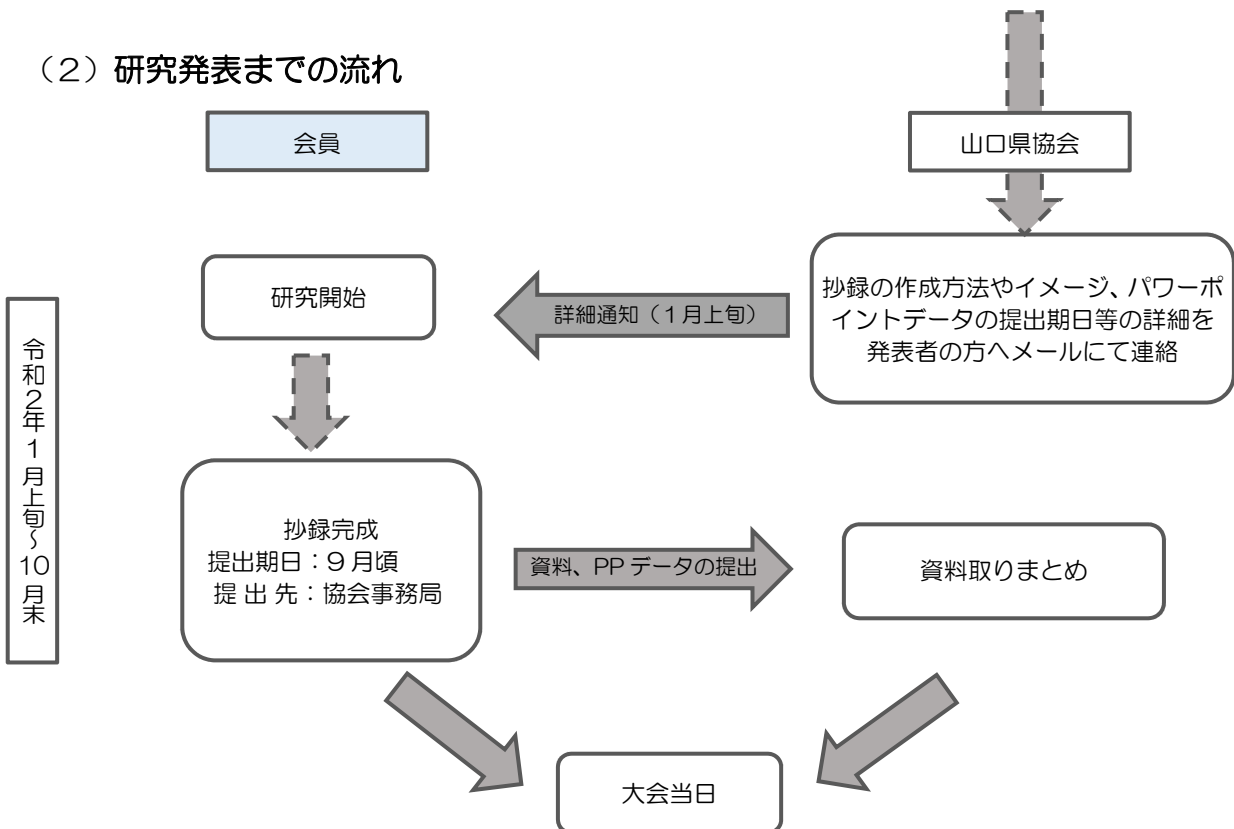 （２）研究発表までの流れ
会員
山口県協会
抄録の作成方法やイメージ、パワーポ
イントデータの提出期日等の詳細を
発表者の方へメールにて連絡
詳細通知（１月上旬）
研究開始
令和２年１月上旬～10月末
抄録完成
提出期日：９月頃
提 出 先：協会事務局
資料、PP データの提出
資料取りまとめ
大会当日